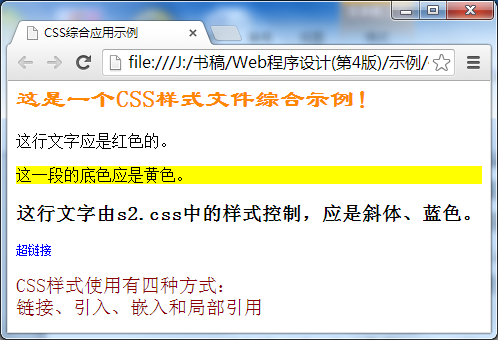 CSS综合应用示例
file:///J:/书稿/Web程序设计(第4版)/示例/
这是一个CSS样式文件综合示例！
这行文字应是红色的。
这一段的底色应是黄色。
这行文字由s2.css中的样式控制，应是斜体、蓝色。
超链接
CSS样式使用有四种方式：
链接、引入、嵌入和局部引用